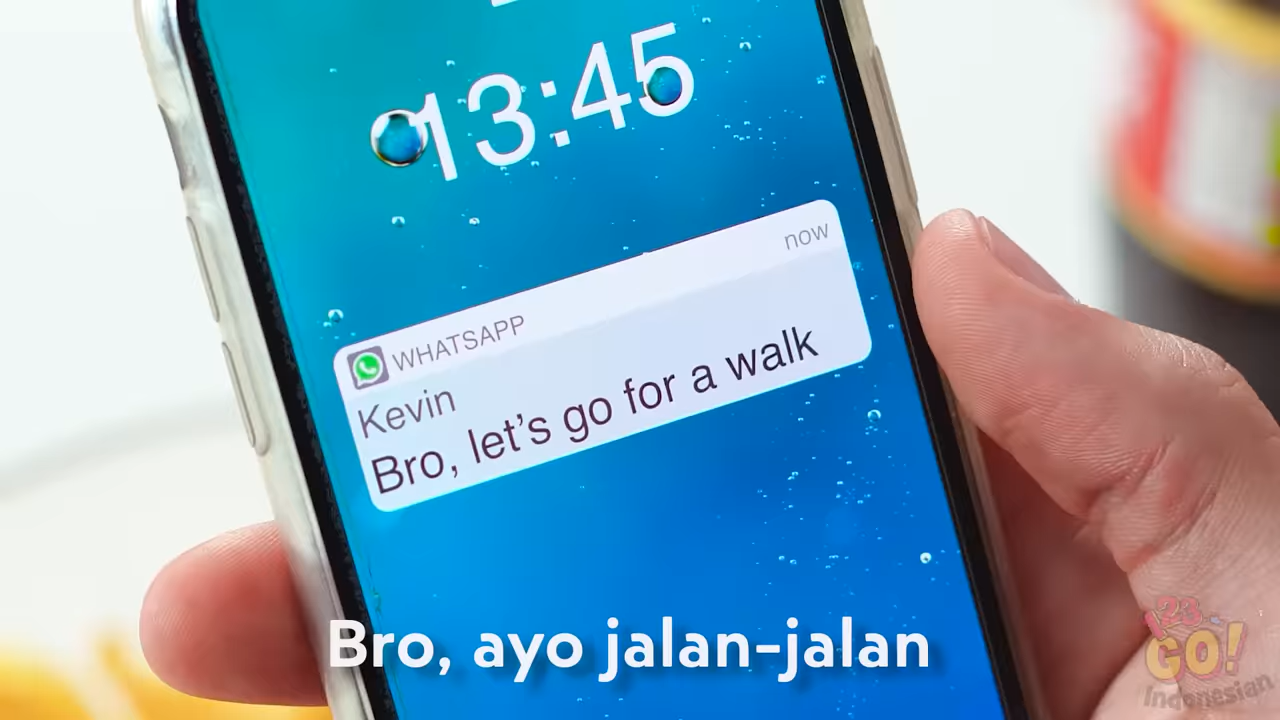 13:45
now
WHATSAPP
Kevin
Bro, let's go for a walk
Bro, ayo jalan-jalan
123
GO!
Indonesian